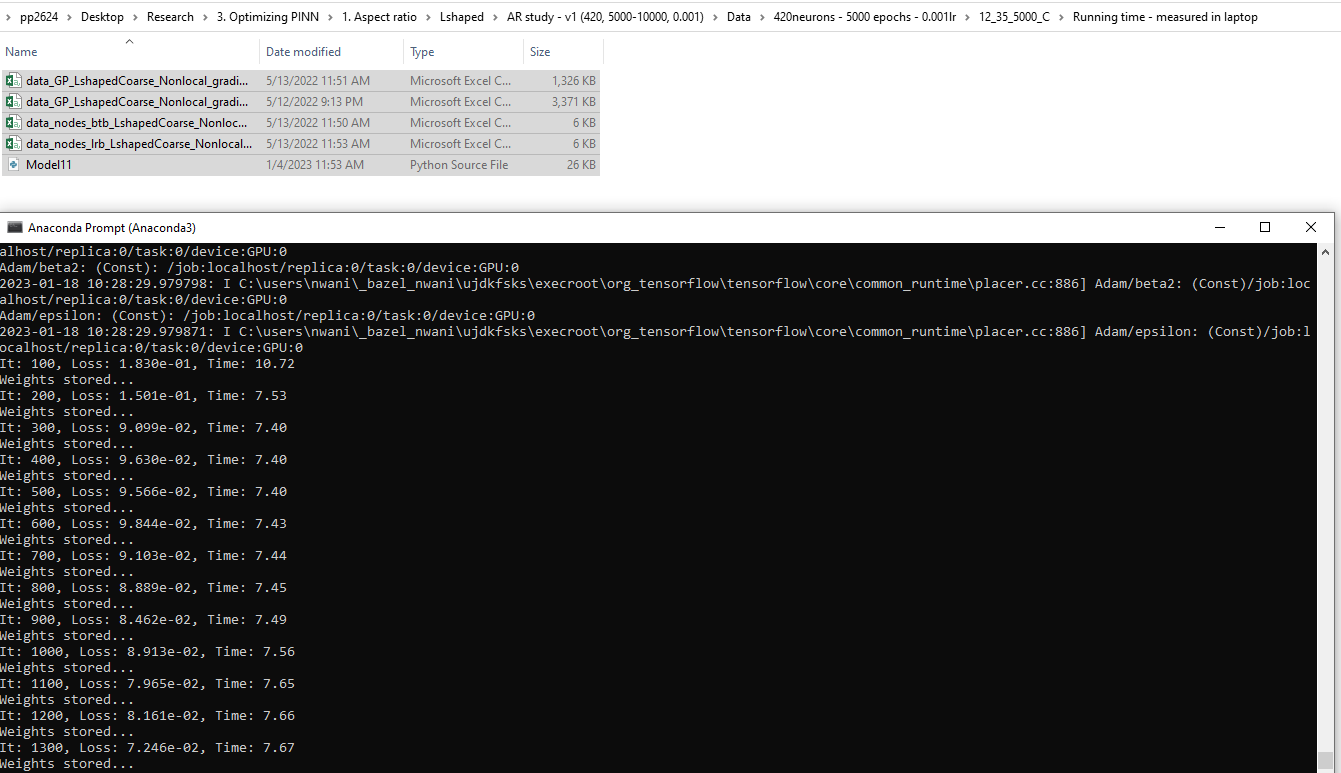 pp2624 > Desktop > Research > 3. Optimizing PINN > 1. Aspect ratio > Lshaped > AR study - v1 (420, 5000-10000, 0.001) > Data > 420neurons - 5000 epochs - 0.001lr > 12_35_5000_C > Running time - measured in laptop
Name Date modified Type Size
data_GP_LshapedCoarse_Nonlocal_gradi... 5/13/2022 11:51 AM Microsoft Excel C... 1,326 KB
data_GP_LshapedCoarse_Nonlocal_gradi... 5/12/2022 9:13 PM Microsoft Excel C... 3,371 KB
data_nodes_btb_LshapedCoarse_Nonloc... 5/13/2022 11:50 AM Microsoft Excel C... 6 KB
data_nodes_lrb_LshapedCoarse_Nonlocal... 5/13/2022 11:53 AM Microsoft Excel C... 6 KB
Model11 1/4/2023 11:53 AM Python Source File 26 KB
Anaconda Prompt (Anaconda3)
alhost/replica:0/task:0/device:GPU:0
Adam/beta2: (Const): /job:localhost/replica:0/task:0/device:GPU:0
2023-01-18 10:28:29.979798: I C:\users\nwani\_bazel_nwani\ujdkfsks\execroot\org_tensorflow\tensorflow\core\common_runtime\placer.cc:886] Adam/beta2: (Const)/job:loc
alhost/replica:0/task:0/device:GPU:0
Adam/epsilon: (Const): /job:localhost/replica:0/task:0/device:GPU:0
2023-01-18 10:28:29.979871: I C:\users\nwani\_bazel_nwani\ujdkfsks\execroot\org_tensorflow\tensorflow\core\common_runtime\placer.cc:886] Adam/epsilon: (Const)/job:l
ocalhost/replica:0/task:0/device:GPU:0
It: 100, Loss: 1.830e-01, Time: 10.72
Weights stored...
It: 200, Loss: 1.501e-01, Time: 7.53
Weights stored...
It: 300, Loss: 9.099e-02, Time: 7.40
Weights stored...
It: 400, Loss: 9.630e-02, Time: 7.40
Weights stored...
It: 500, Loss: 9.566e-02, Time: 7.40
Weights stored...
It: 600, Loss: 9.844e-02, Time: 7.43
Weights stored...
It: 700, Loss: 9.103e-02, Time: 7.44
Weights stored...
It: 800, Loss: 8.889e-02, Time: 7.45
Weights stored...
It: 900, Loss: 8.462e-02, Time: 7.49
Weights stored...
It: 1000, Loss: 8.913e-02, Time: 7.56
Weights stored...
It: 1100, Loss: 7.965e-02, Time: 7.65
Weights stored...
It: 1200, Loss: 8.161e-02, Time: 7.66
Weights stored...
It: 1300, Loss: 7.246e-02, Time: 7.67
Weights stored...